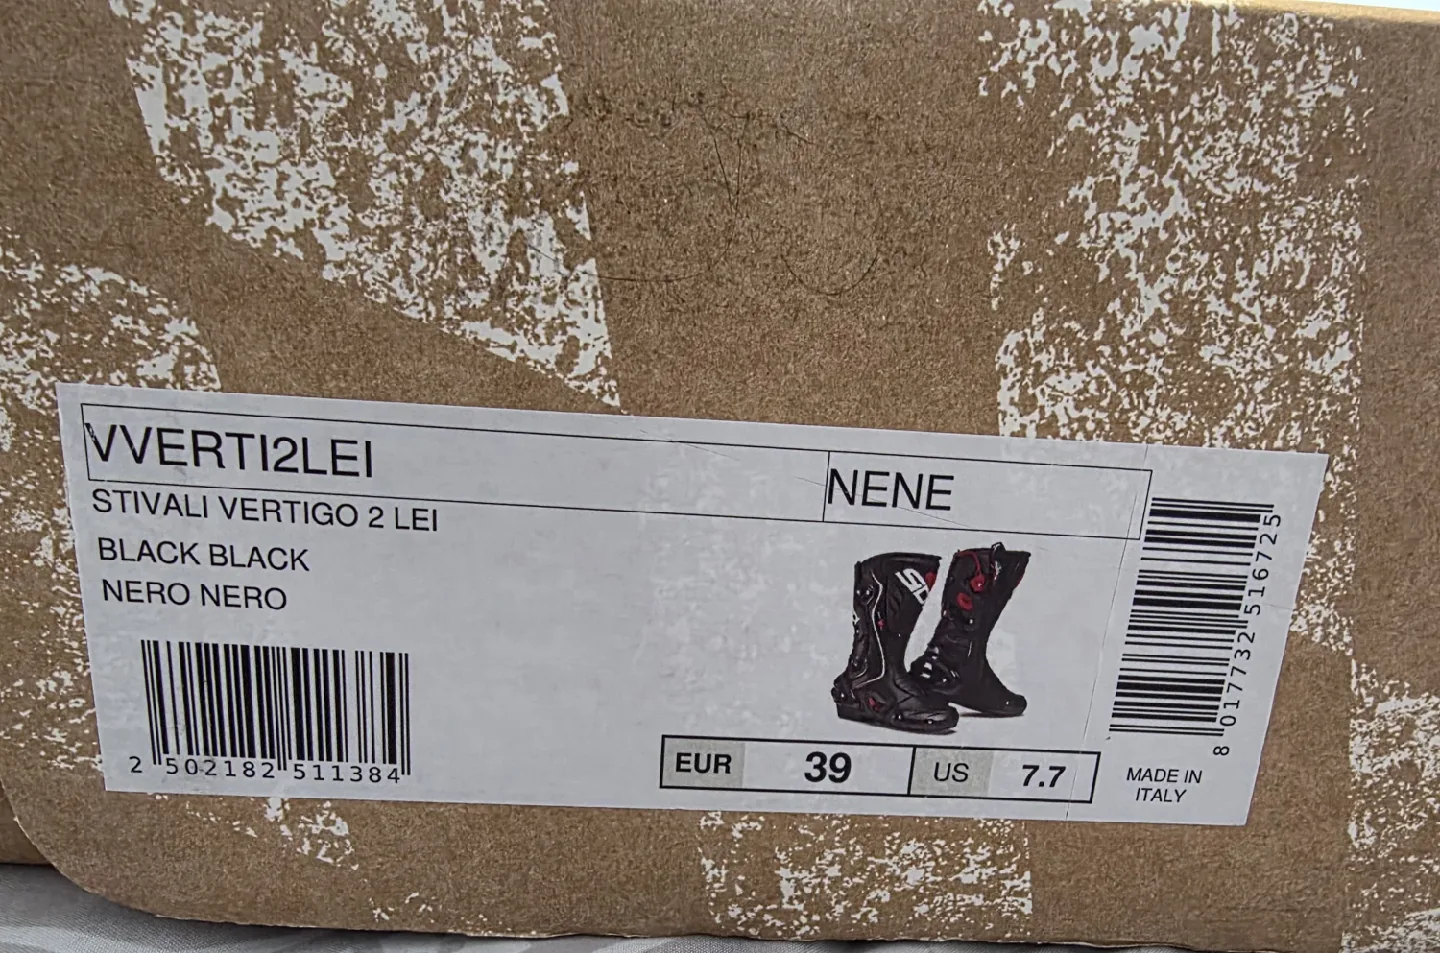 VVERTI2LEI
NENE
STIVALI VERTIGO 2 LEI
BLACK BLACK
NERO NERO
SIDI
2 502182 511384
8 017732 516725
EUR 39 US 7.7
MADE IN
ITALY